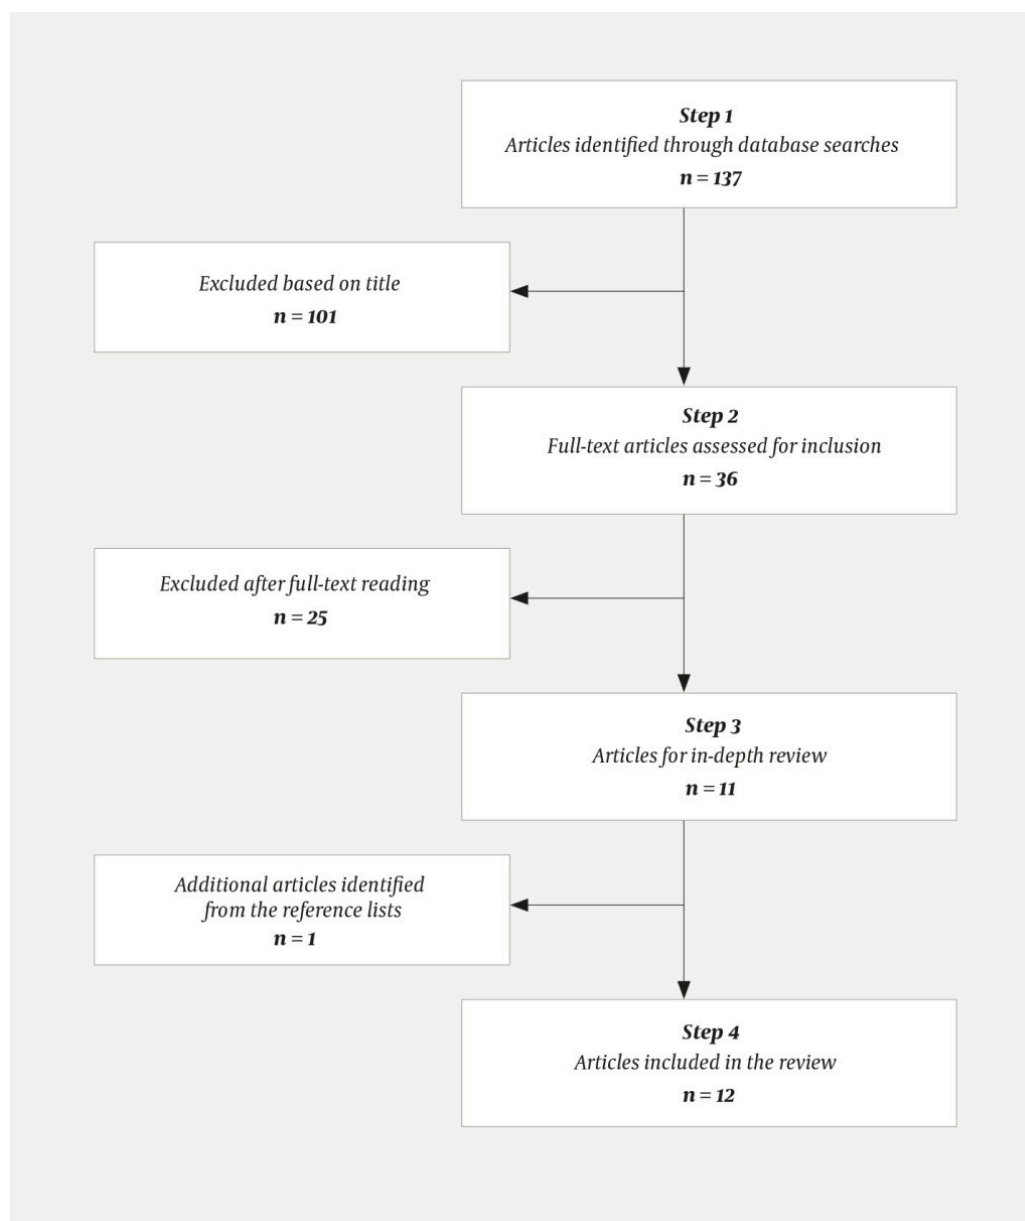 Step 1
Articles identified through database searches
n = 137
Excluded based on title
n = 101
Step 2
Full-text articles assessed for inclusion
n = 36
Excluded after full-text reading
n = 25
Step 3
Articles for in-depth review
n = 11
Additional articles identified
from the reference lists
n = 1
Step 4
Articles included in the review
n = 12